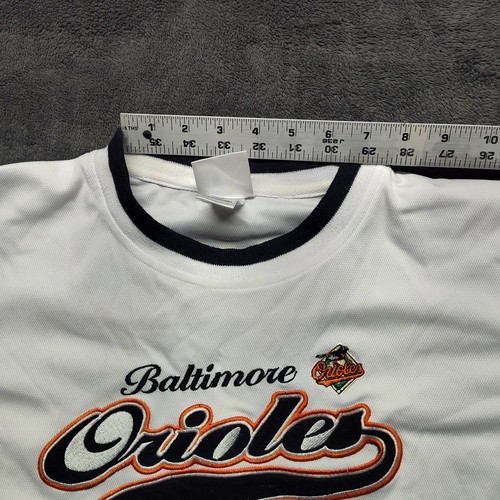 8THS 1 2 3 4 5 6 7 8 9 10
35 34 33 32 31 30 29 28 27 26
Baltimore
Orioles
Orioles